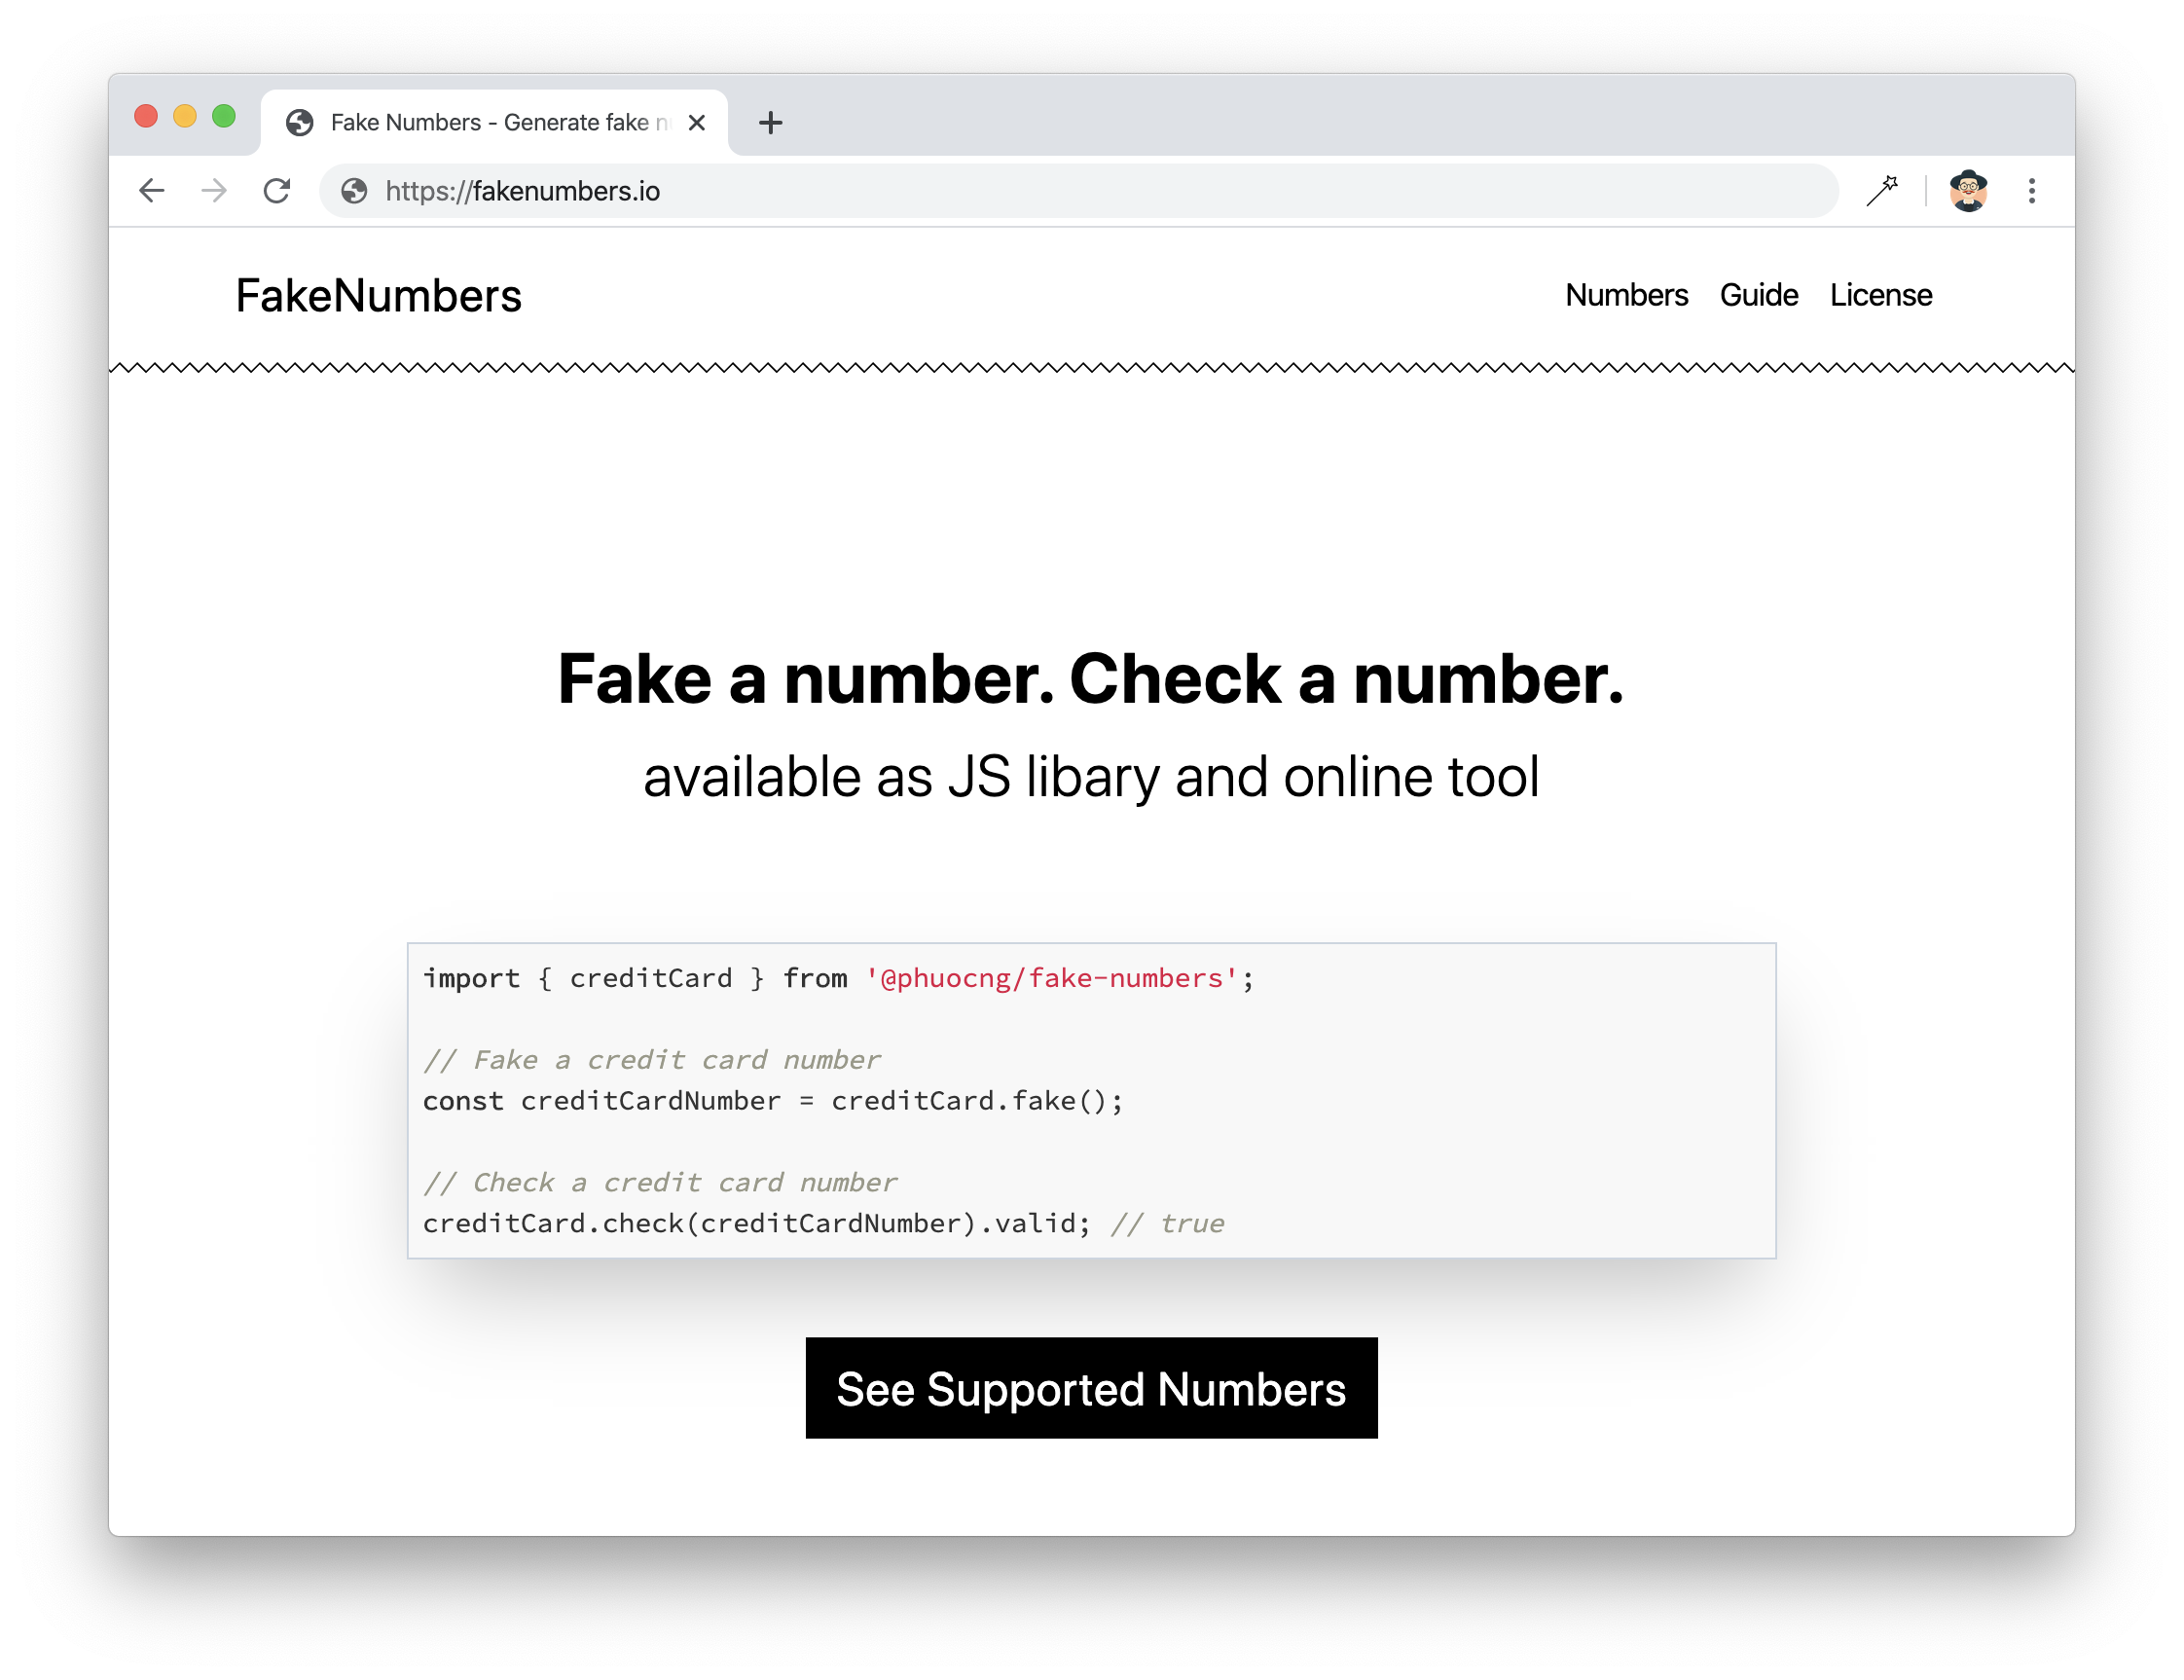 Fake Numbers - Generate fake
https://fakenumbers.io
FakeNumbers
Numbers Guide License
Fake a number. Check a number.
available as JS libary and online tool
import { creditCard } from '@phuocng/fake-numbers';
// Fake a credit card number
const creditCardNumber = creditCard.fake();
// Check a credit card number
creditCard.check(creditCardNumber).valid; // true
See Supported Numbers